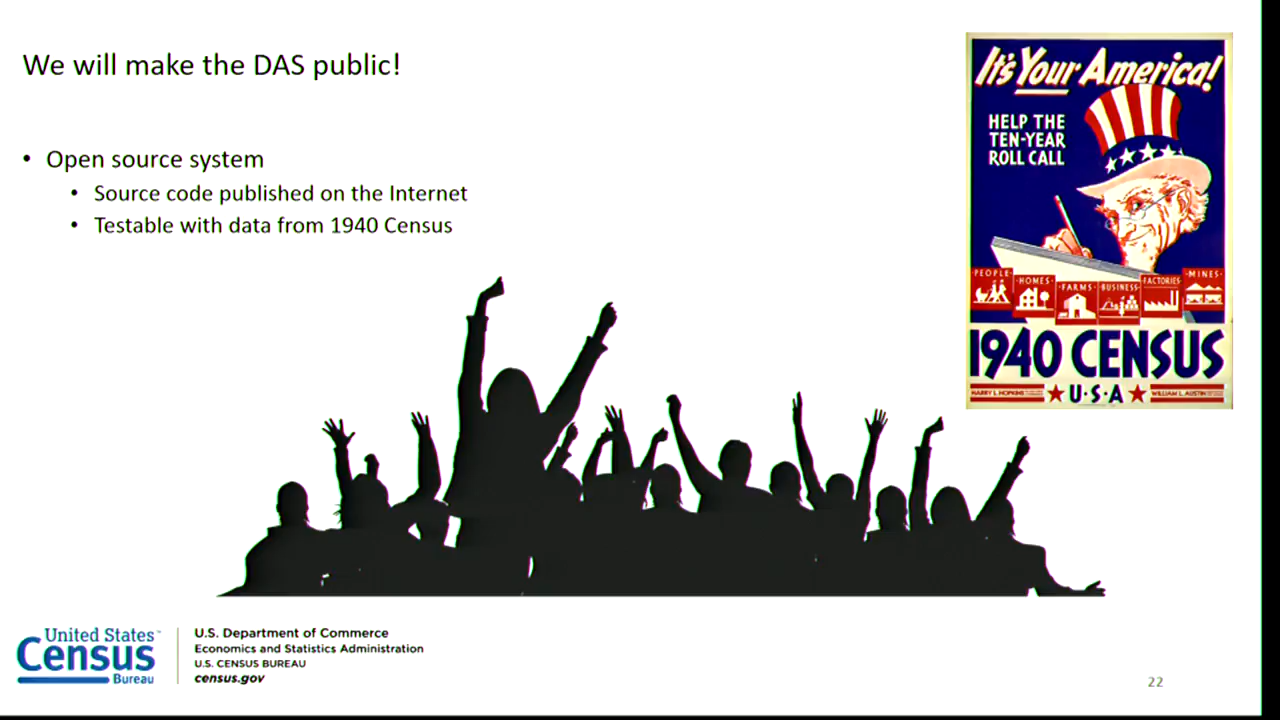 We will make the DAS public!
• Open source system
• Source code published on the Internet
• Testable with data from 1940 Census
It's Your America!
HELP THE
TEN-YEAR
ROLL CALL
·PEOPLE·
·HOMES·
·FARMS·
·BUSINESS·
·FACTORIES·
·MINES·
1940 CENSUS
HARRY L. HOPKINS
★ U·S·A ★
WILLIAM L. AUSTIN
United States™
Census
Bureau
U.S. Department of Commerce
Economics and Statistics Administration
U.S. CENSUS BUREAU
census.gov
22